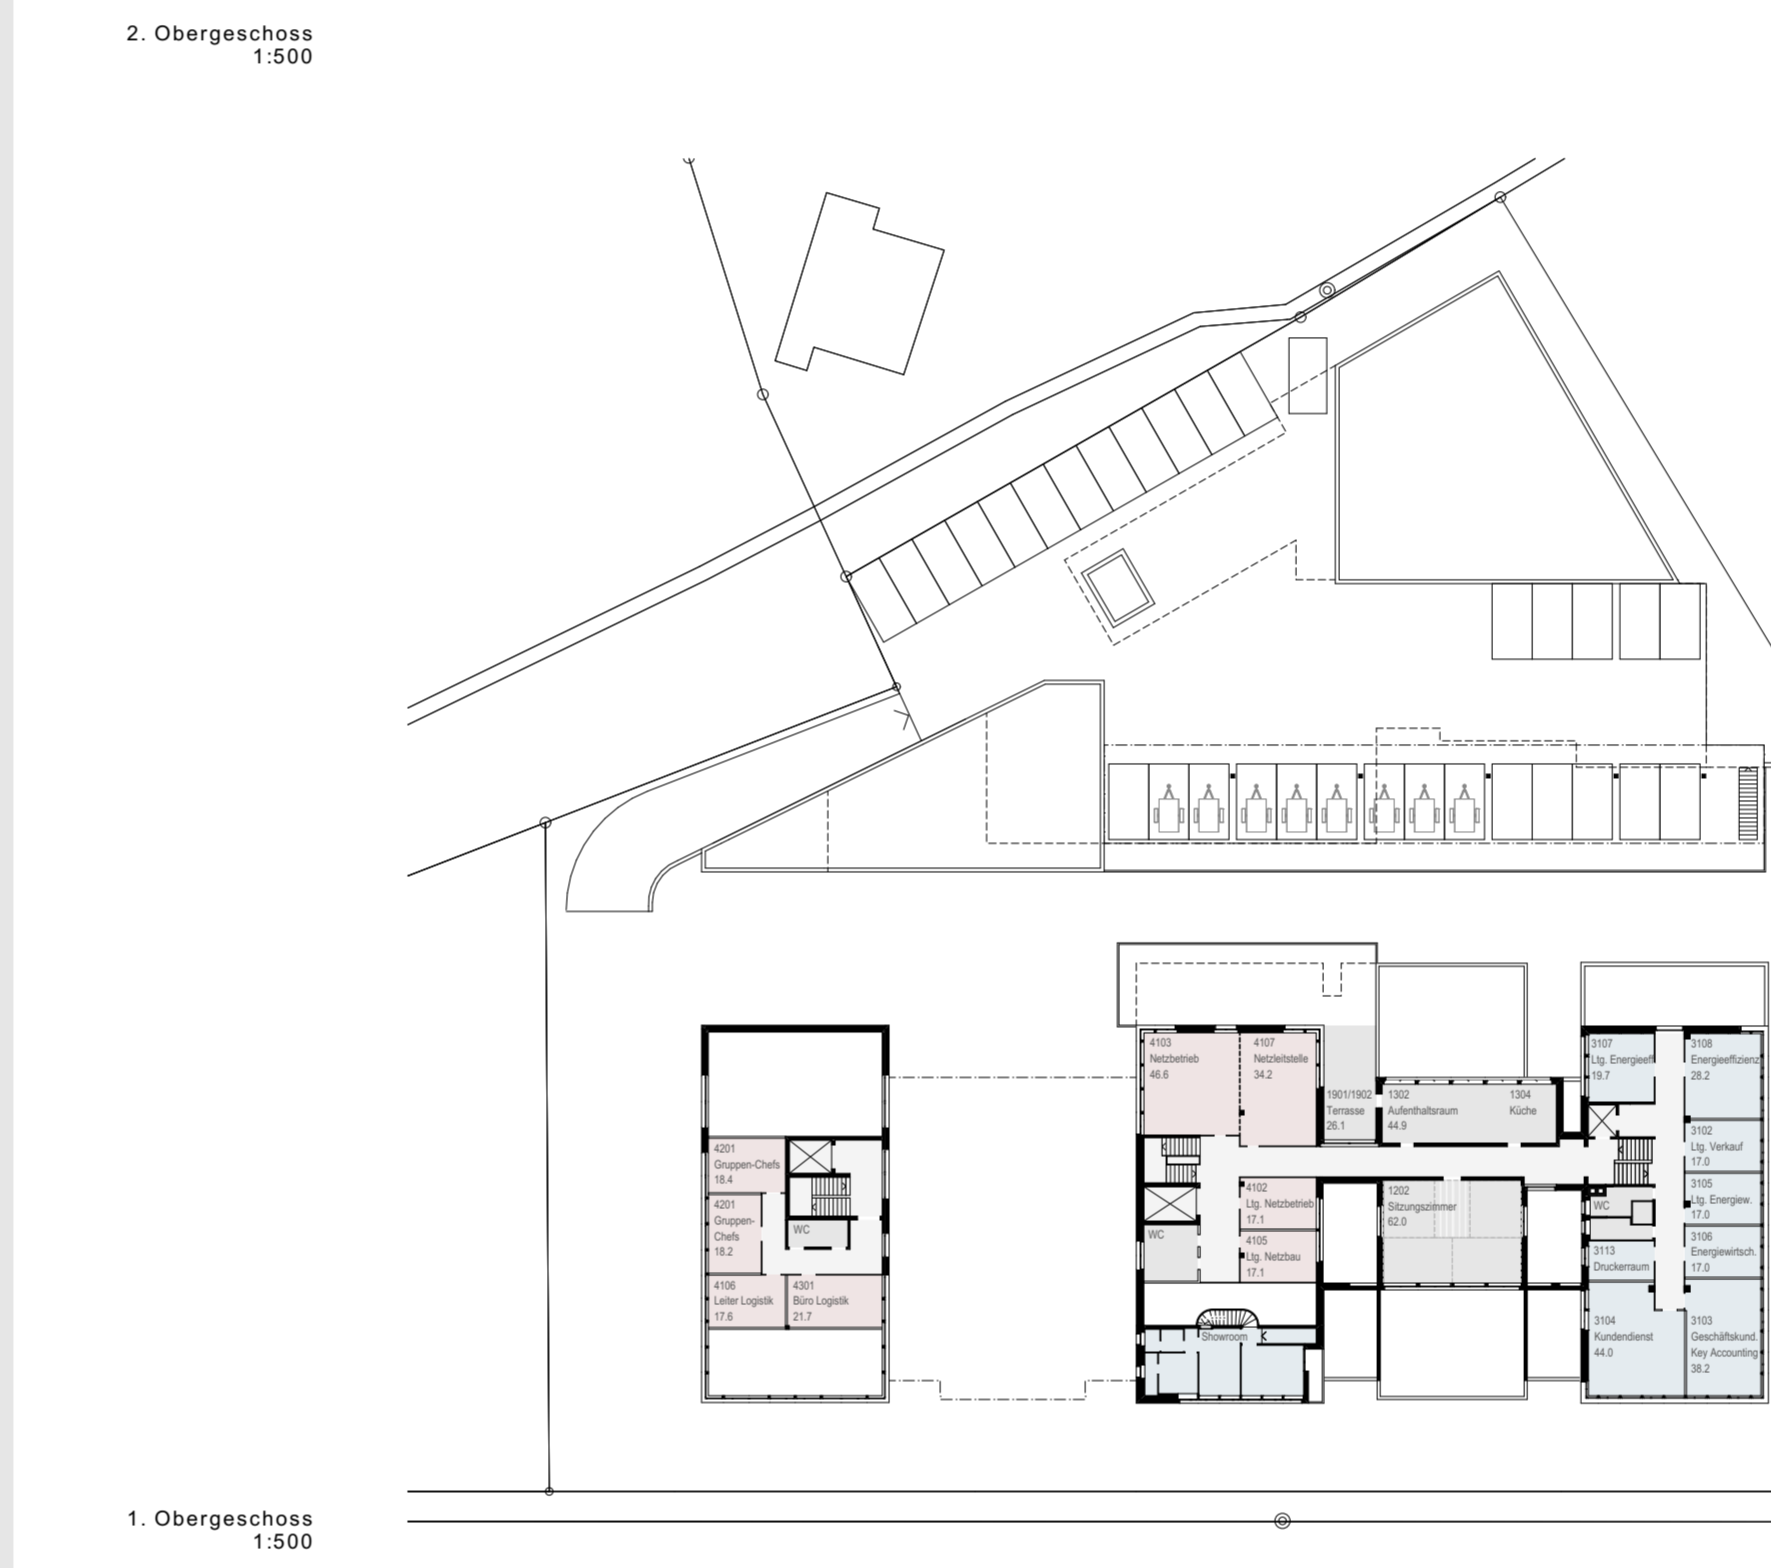 2. Obergeschoss
1:500
4103
Netzbetrieb
46.6
4107
Netzleitstelle
34.2
1901/1902
Terrasse
26.1
1302
Aufenthaltsraum
44.9
1304
Küche
3107
Ltg. Energieeff
19.7
3108
Energieeffizienz
28.2
3102
Ltg. Verkauf
17.0
3105
Ltg. Energiew.
17.0
3106
Energiewirtsch.
17.0
4201
Gruppen-Chefs
18.4
4201
Gruppen-
Chefs
18.2
WC
4106
Leiter Logistik
17.6
4301
Büro Logistik
21.7
4102
Ltg. Netzbetrieb
17.1
WC
4105
Ltg. Netzbau
17.1
1202
Sitzungszimmer
62.0
WC
3113
Druckerraum
Showroom
3104
Kundendienst
44.0
3103
Geschäftskund.
Key Accounting
38.2
1. Obergeschoss
1:500